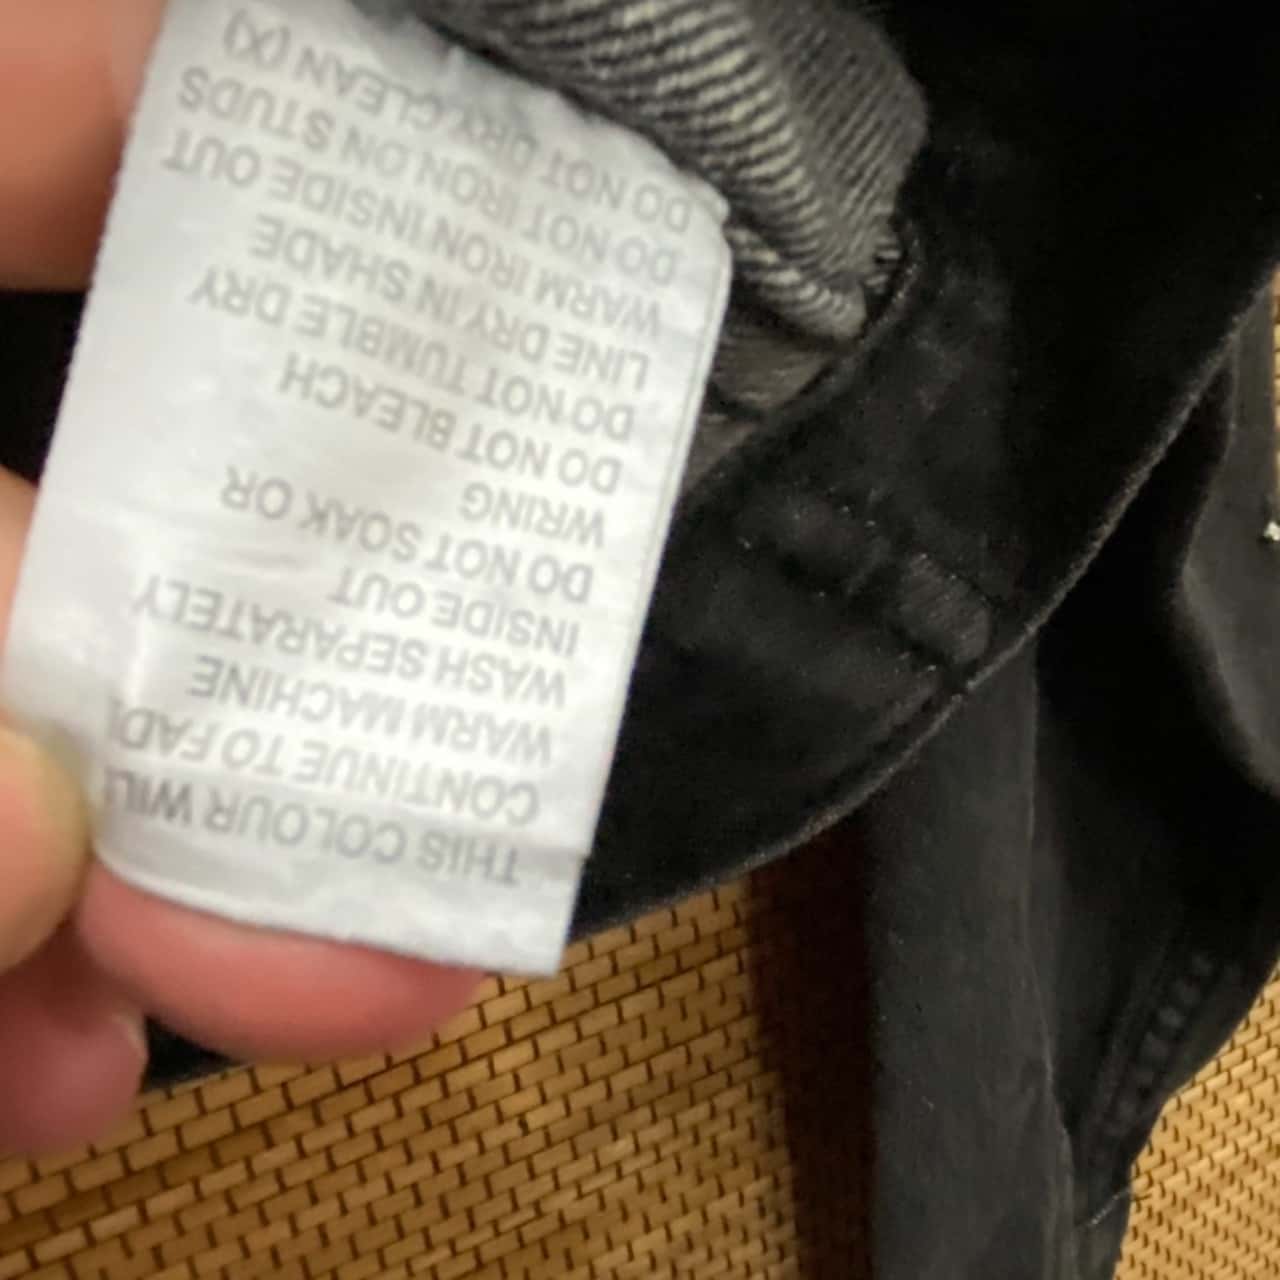 THIS COLOUR WILL
CONTINUE TO FADE
WARM MACHINE
WASH SEPARATELY
INSIDE OUT
DO NOT SOAK OR
WRING
DO NOT BLEACH
DO NOT TUMBLE DRY
LINE DRY IN SHADE
WARM IRON INSIDE OUT
DO NOT IRON ON STUDS
DO NOT DRY CLEAN (X)